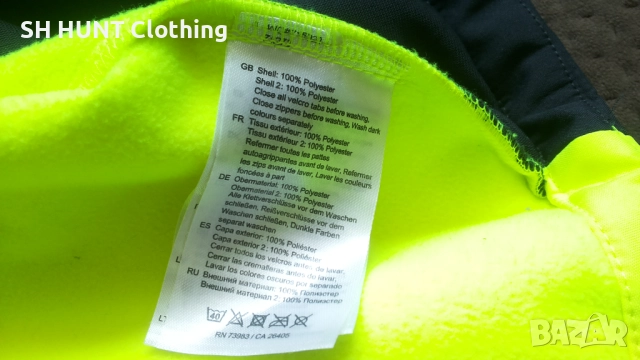 SH HUNT Clothing
GB Shell: 100% Polyester
Shell 2: 100% Polyester
Close all velcro tabs before washing,
Close zippers before washing, Wash dark
colours separately
FR Tissu extérieur: 100% Polyester
Tissu extérieur 2: 100% Polyester
Refermer toutes les pattes
autoagrippantes avant de laver, Refermer
les zips avant de laver, Laver les couleurs
foncées à part
DE Obermaterial: 100% Polyester
Obermaterial 2: 100% Polyester
Alle Klettverschlüsse vor dem Waschen
schließen, Reißverschlüsse vor dem
Waschen schließen, Dunkle Farben
separat waschen
ES Capa exterior: 100% Poliéster
Capa exterior 2: 100% Poliéster
Cierre todos los velcros antes de lavar,
Cerrar las cremalleras antes de lavar,
Lavar los colores oscuros por separado
RU Внешний материал: 100% Полиэстер
Внешний материал 2: 100% Полиэстер
40
RN 73983 / CA 26405
BAZAR.bg